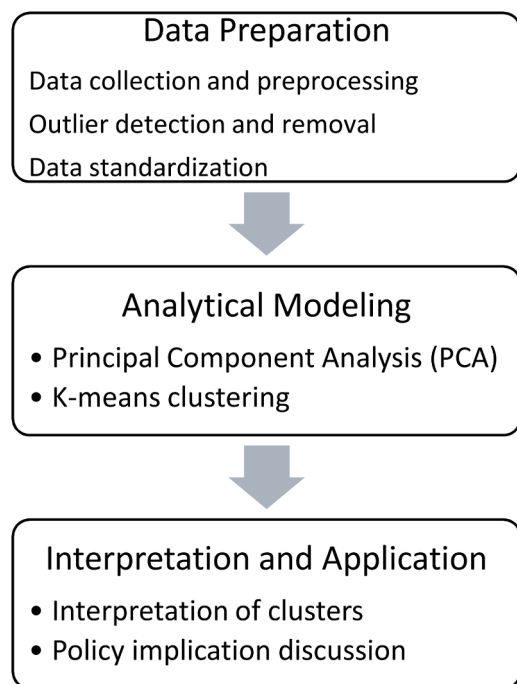 Data Preparation
Data collection and preprocessing
Outlier detection and removal
Data standardization
Analytical Modeling
• Principal Component Analysis (PCA)
• K-means clustering
Interpretation and Application
• Interpretation of clusters
• Policy implication discussion